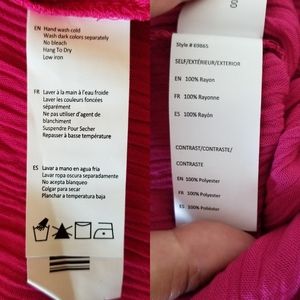 EN Hand wash cold
Wash dark colors separately
No bleach
Hang To Dry
Low iron
FR Lavar à la main à l'eau froide
Laver les couleurs foncées
séparément
Ne pas utiliser d'agent de
blanchiment
Suspendre Pour Secher
Repasser à basse température
ES Lavar a mano en agua fria
Lavar ropa oscura separadamente
No acepta blanqueo
Colgar para secar
Planchar a temperatura baja
Style # 69865
SELF/EXTÉRIEUR/EXTERIOR
EN 100% Rayon
FR 100% Rayonne
ES 100% Rayón
CONTRAST/CONTRASTE/
CONTRASTE
EN 100% Polyester
FR 100% Polyester
ES 100% Poliéster